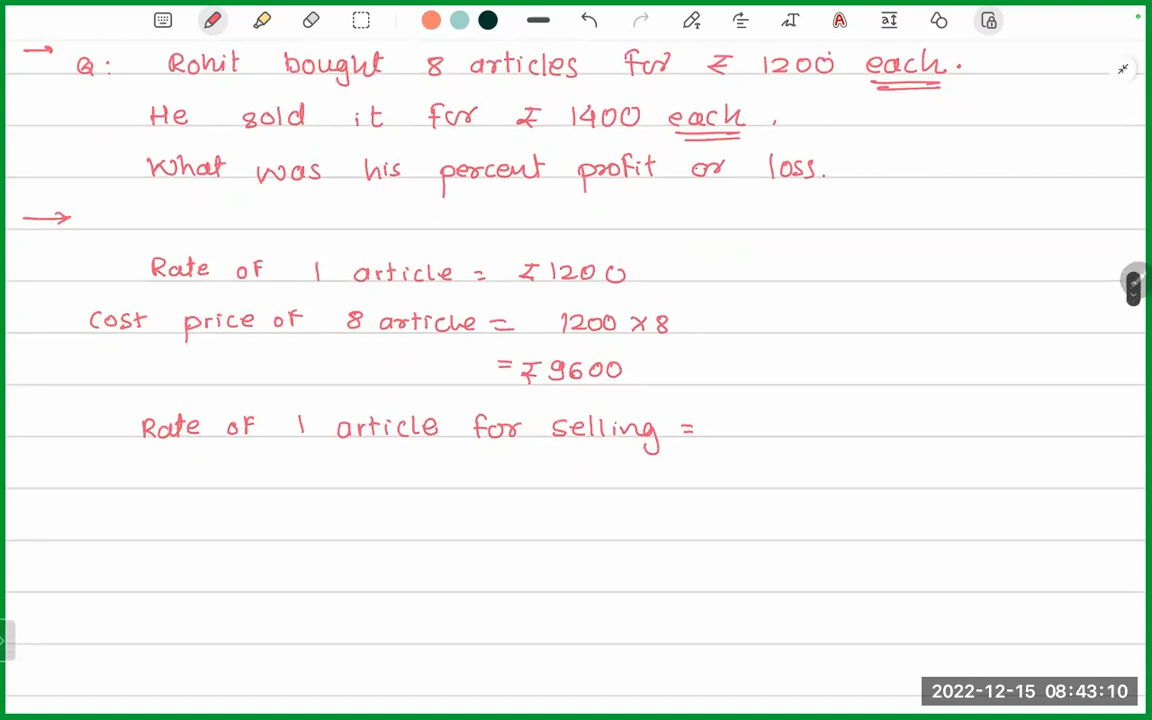 Q: Rohit bought 8 articles for ₹ 1200 each.
He sold it for ₹ 1400 each.
What was his percent profit or loss.
Rate of 1 article = ₹1200
Cost price of 8 article = 1200 × 8
= ₹9600
Rate of 1 article for selling =
2022-12-15 08:43:10